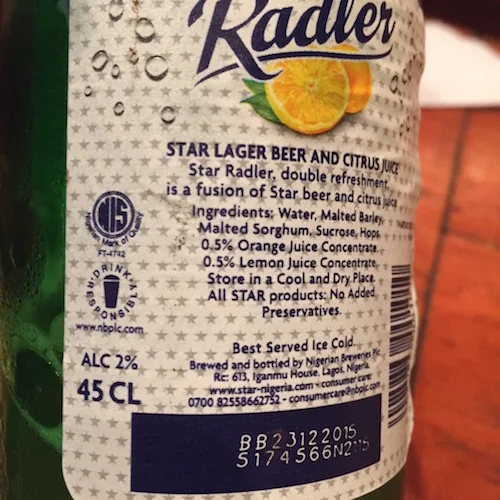 Radler
STAR LAGER BEER AND CITRUS JUICE
Star Radler, double refreshment,
is a fusion of Star beer and citrus juice
Ingredients: Water, Malted Barley,
Malted Sorghum, Sucrose, Hops,
0.5% Orange Juice Concentrate,
0.5% Lemon Juice Concentrate.
Store in a Cool and Dry Place.
All STAR products: No Added
Preservatives.
NIS
Nigerian Mark of Quality
FT-4742
DRINK RESPONSIBLY
www.nbplc.com
ALC 2%
45 CL
Best Served Ice Cold.
Brewed and bottled by Nigerian Breweries Plc.
Rc: 613, Iganmu House, Lagos, Nigeria.
www.star-nigeria.com - consumer care:
0700 82558662752 - consumercare@nbplc.com
BB23122015
5174566N2